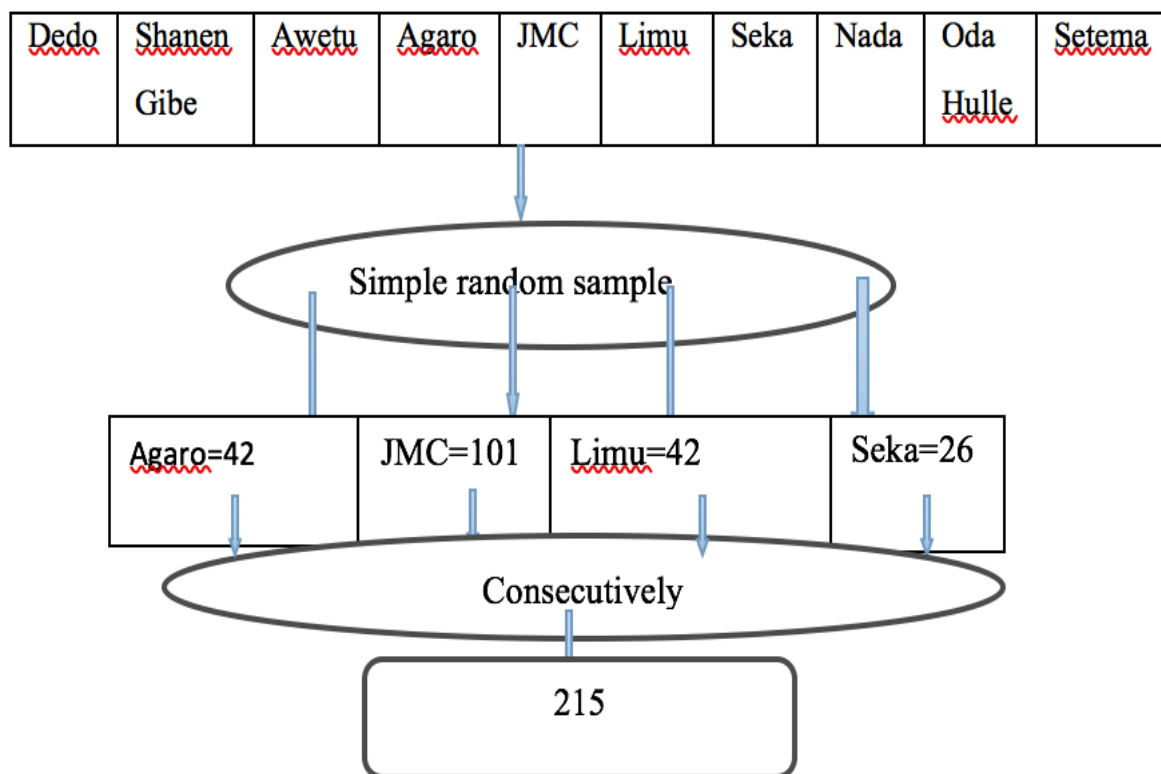 Dedo
Shanen
Gibe
Awetu
Agaro
JMC
Limu
Seka
Nada
Oda
Hulle
Setema
Simple random sample
Agaro=42
JMC=101
Limu=42
Seka=26
Consecutively
215